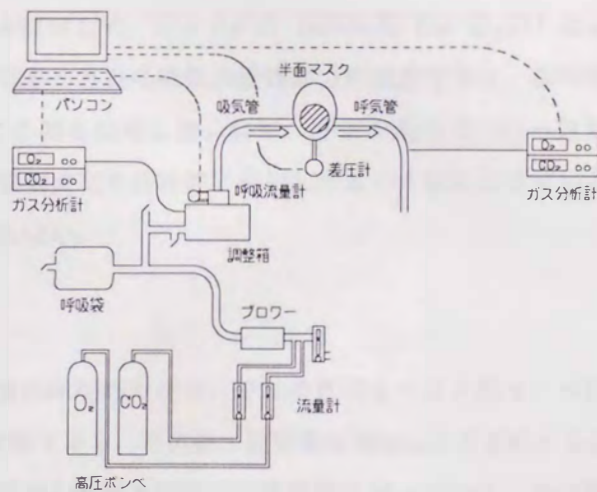 半面マスク
パソコン
吸気管
呼気管
O₂
CO₂
ガス分析計
呼吸流量計
差圧計
O₂
CO₂
ガス分析計
調整箱
呼吸袋
ブロワー
O₂
CO₂
流量計
高圧ボンベ